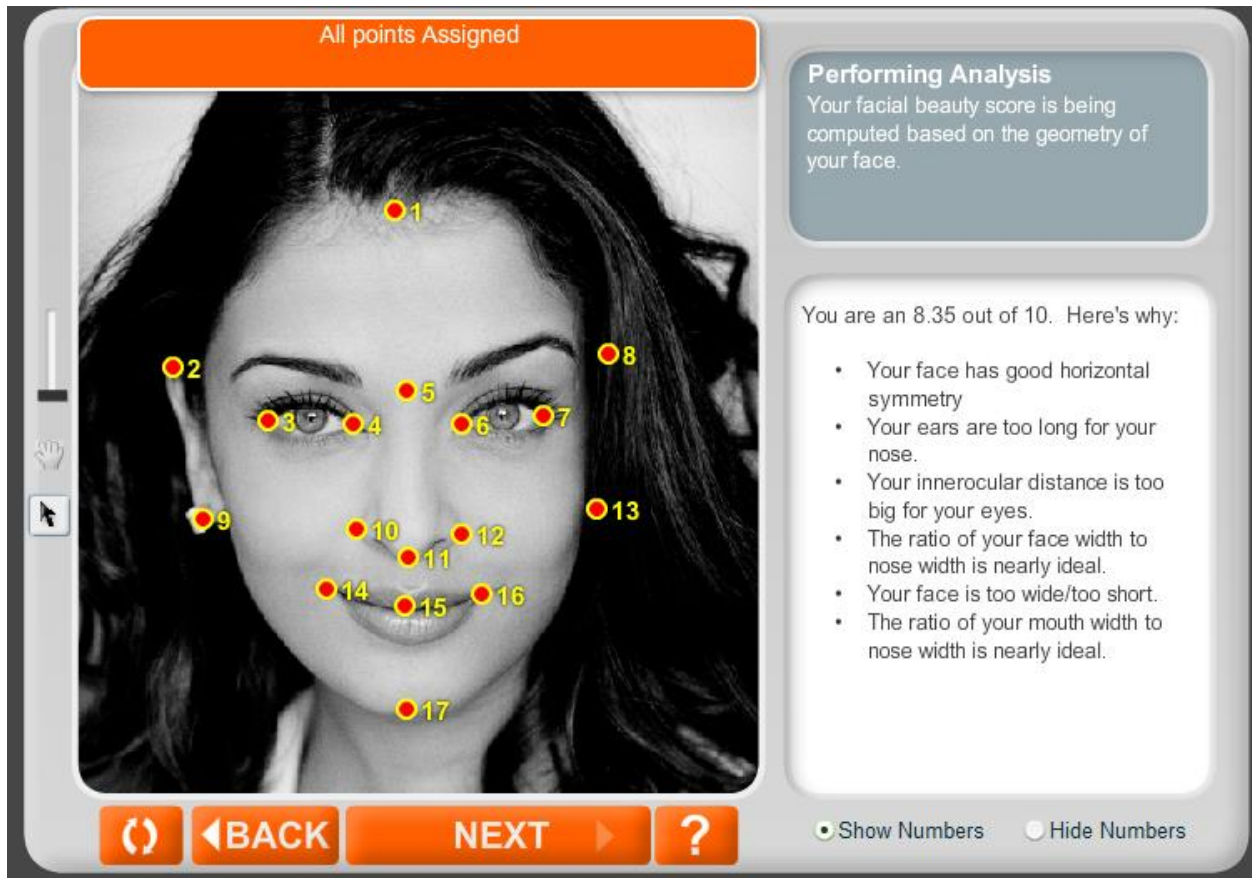 All points Assigned
Performing Analysis
Your facial beauty score is being
computed based on the geometry of
your face.
1
2
8
5
3
4
6
7
9
13
10
12
11
14
16
15
17
You are an 8.35 out of 10.  Here's why:
• Your face has good horizontal
symmetry
• Your ears are too long for your
nose.
• Your innerocular distance is too
big for your eyes.
• The ratio of your face width to
nose width is nearly ideal.
• Your face is too wide/too short.
• The ratio of your mouth width to
nose width is nearly ideal.
BACK
NEXT
?
Show Numbers
Hide Numbers